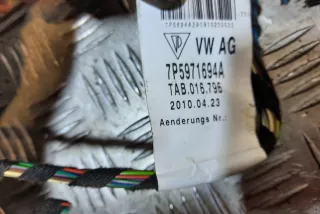 VW AG
7P5971694A
TAB.016.796
2010.04.23
Aenderungs Nr.: